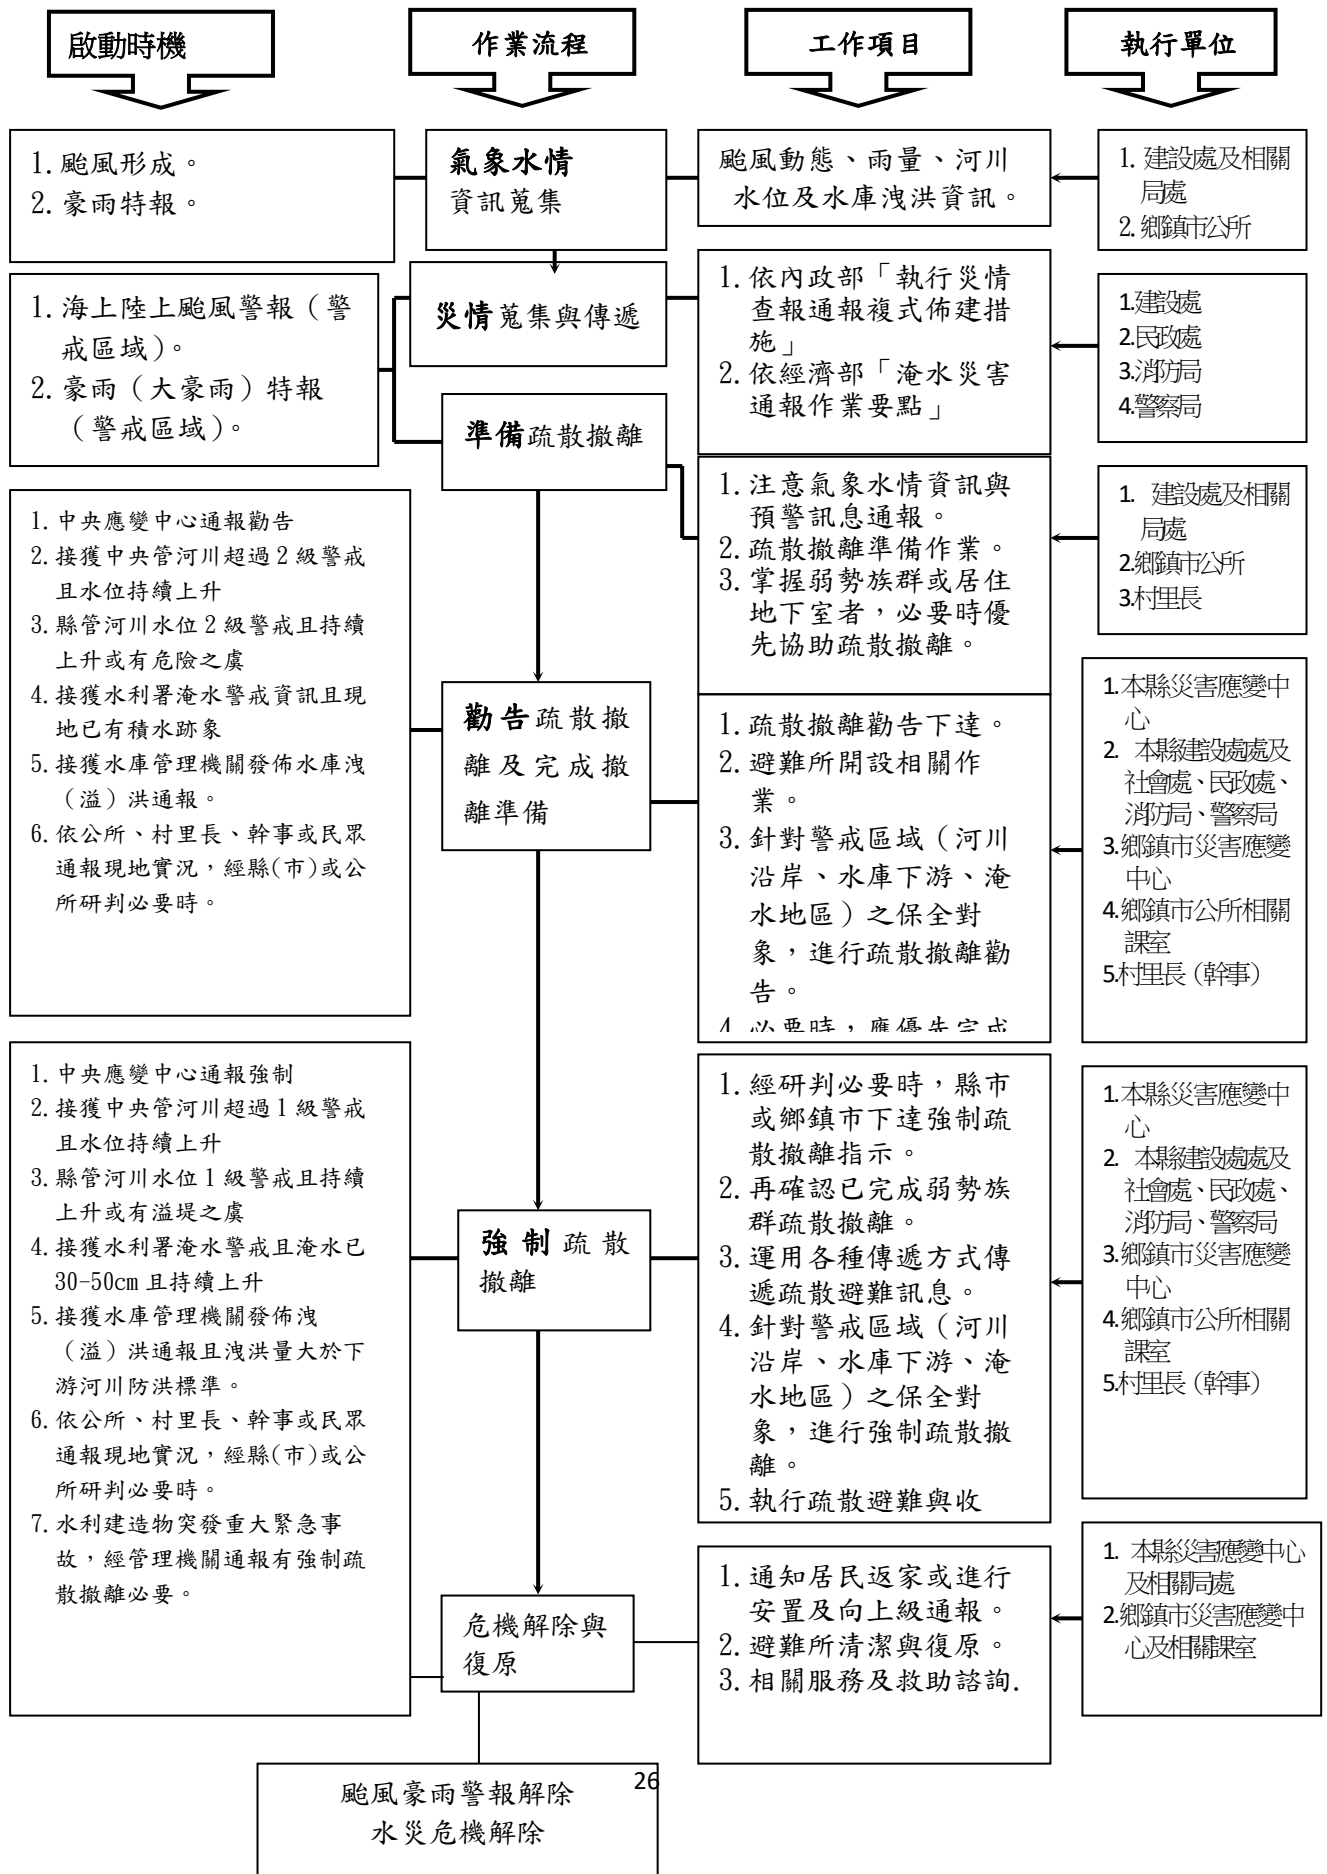 啟動時機
作業流程
工作項目
執行單位
1.颱風形成。
2.豪雨特報。
氣象水情
資訊蒐集
颱風動態、雨量、河川
水位及水庫洩洪資訊。
1. 建設處及相關
局處
2.鄉鎮市公所
1.海上陸上颱風警報（警
戒區域）。
2.豪雨（大豪雨）特報
（警戒區域）。
災情蒐集與傳遞
1.依內政部「執行災情
查報通報複式佈建措
施」
2.依經濟部「淹水災害
通報作業要點」
1.建設處
2.民政處
3.消防局
4.警察局
準備疏散撤離
1.注意氣象水情資訊與
預警訊息通報。
2.疏散撤離準備作業。
3.掌握弱勢族群或居住
地下室者，必要時優
先協助疏散撤離。
1. 建設處及相關
局處
2.鄉鎮市公所
3.村里長
1.中央應變中心通報勸告
2.接獲中央管河川超過2級警戒
且水位持續上升
3.縣管河川水位2級警戒且持續
上升或有危險之虞
4.接獲水利署淹水警戒資訊且現
地已有積水跡象
5.接獲水庫管理機關發佈水庫洩
（溢）洪通報。
6.依公所、村里長、幹事或民眾
通報現地實況，經縣(市)或公
所研判必要時。
勸告疏散撤
離及完成撤
離準備
1.疏散撤離勸告下達。
2.避難所開設相關作
業。
3.針對警戒區域（河川
沿岸、水庫下游、淹
水地區）之保全對
象，進行疏散撤離勸
告。
4.必要時，應優先完成
1.本縣災害應變中
心
2. 本縣建設處處及
社會處、民政處、
消防局、警察局
3.鄉鎮市災害應變
中心
4.鄉鎮市公所相關
課室
5.村里長（幹事）
1.中央應變中心通報強制
2.接獲中央管河川超過1級警戒
且水位持續上升
3.縣管河川水位1級警戒且持續
上升或有溢堤之虞
4.接獲水利署淹水警戒且淹水已
30-50cm且持續上升
5.接獲水庫管理機關發佈洩
（溢）洪通報且洩洪量大於下
游河川防洪標準。
6.依公所、村里長、幹事或民眾
通報現地實況，經縣(市)或公
所研判必要時。
7.水利建造物突發重大緊急事
故，經管理機關通報有強制疏
散撤離必要。
強制疏散
撤離
1.經研判必要時，縣市
或鄉鎮市下達強制疏
散撤離指示。
2.再確認已完成弱勢族
群疏散撤離。
3.運用各種傳遞方式傳
遞疏散避難訊息。
4.針對警戒區域（河川
沿岸、水庫下游、淹
水地區）之保全對
象，進行強制疏散撤
離。
5.執行疏散避難與收
1.本縣災害應變中
心
2. 本縣建設處處及
社會處、民政處、
消防局、警察局
3.鄉鎮市災害應變
中心
4.鄉鎮市公所相關
課室
5.村里長（幹事）
危機解除與
復原
1.通知居民返家或進行
安置及向上級通報。
2.避難所清潔與復原。
3.相關服務及救助諮詢.
1. 本縣災害應變中心
及相關局處
2.鄉鎮市災害應變中
心及相關課室
26
颱風豪雨警報解除
水災危機解除